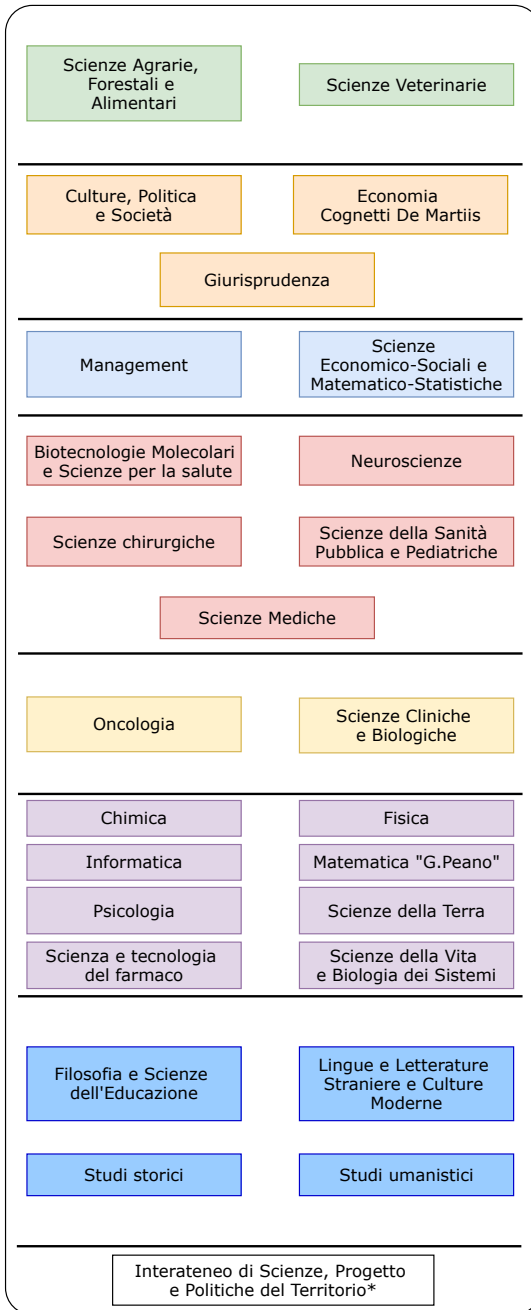 Scienze Agrarie,
Forestali e
Alimentari
Scienze Veterinarie
Culture, Politica
e Società
Economia
Cognetti De Martiis
Giurisprudenza
Management
Scienze
Economico-Sociali e
Matematico-Statistiche
Biotecnologie Molecolari
e Scienze per la salute
Neuroscienze
Scienze chirurgiche
Scienze della Sanità
Pubblica e Pediatriche
Scienze Mediche
Oncologia
Scienze Cliniche
e Biologiche
Chimica
Fisica
Informatica
Matematica "G.Peano"
Psicologia
Scienze della Terra
Scienza e tecnologia
del farmaco
Scienze della Vita
e Biologia dei Sistemi
Filosofia e Scienze
dell'Educazione
Lingue e Letterature
Straniere e Culture
Moderne
Studi storici
Studi umanistici
Interateneo di Scienze, Progetto
e Politiche del Territorio*